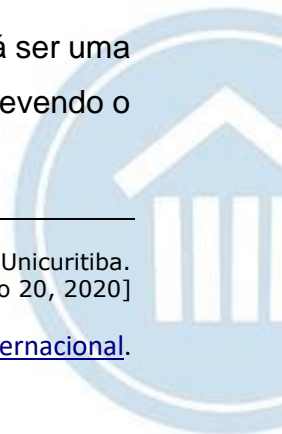 ser uma
evendo o
Unicuritiba.
20, 2020]
ernacional.